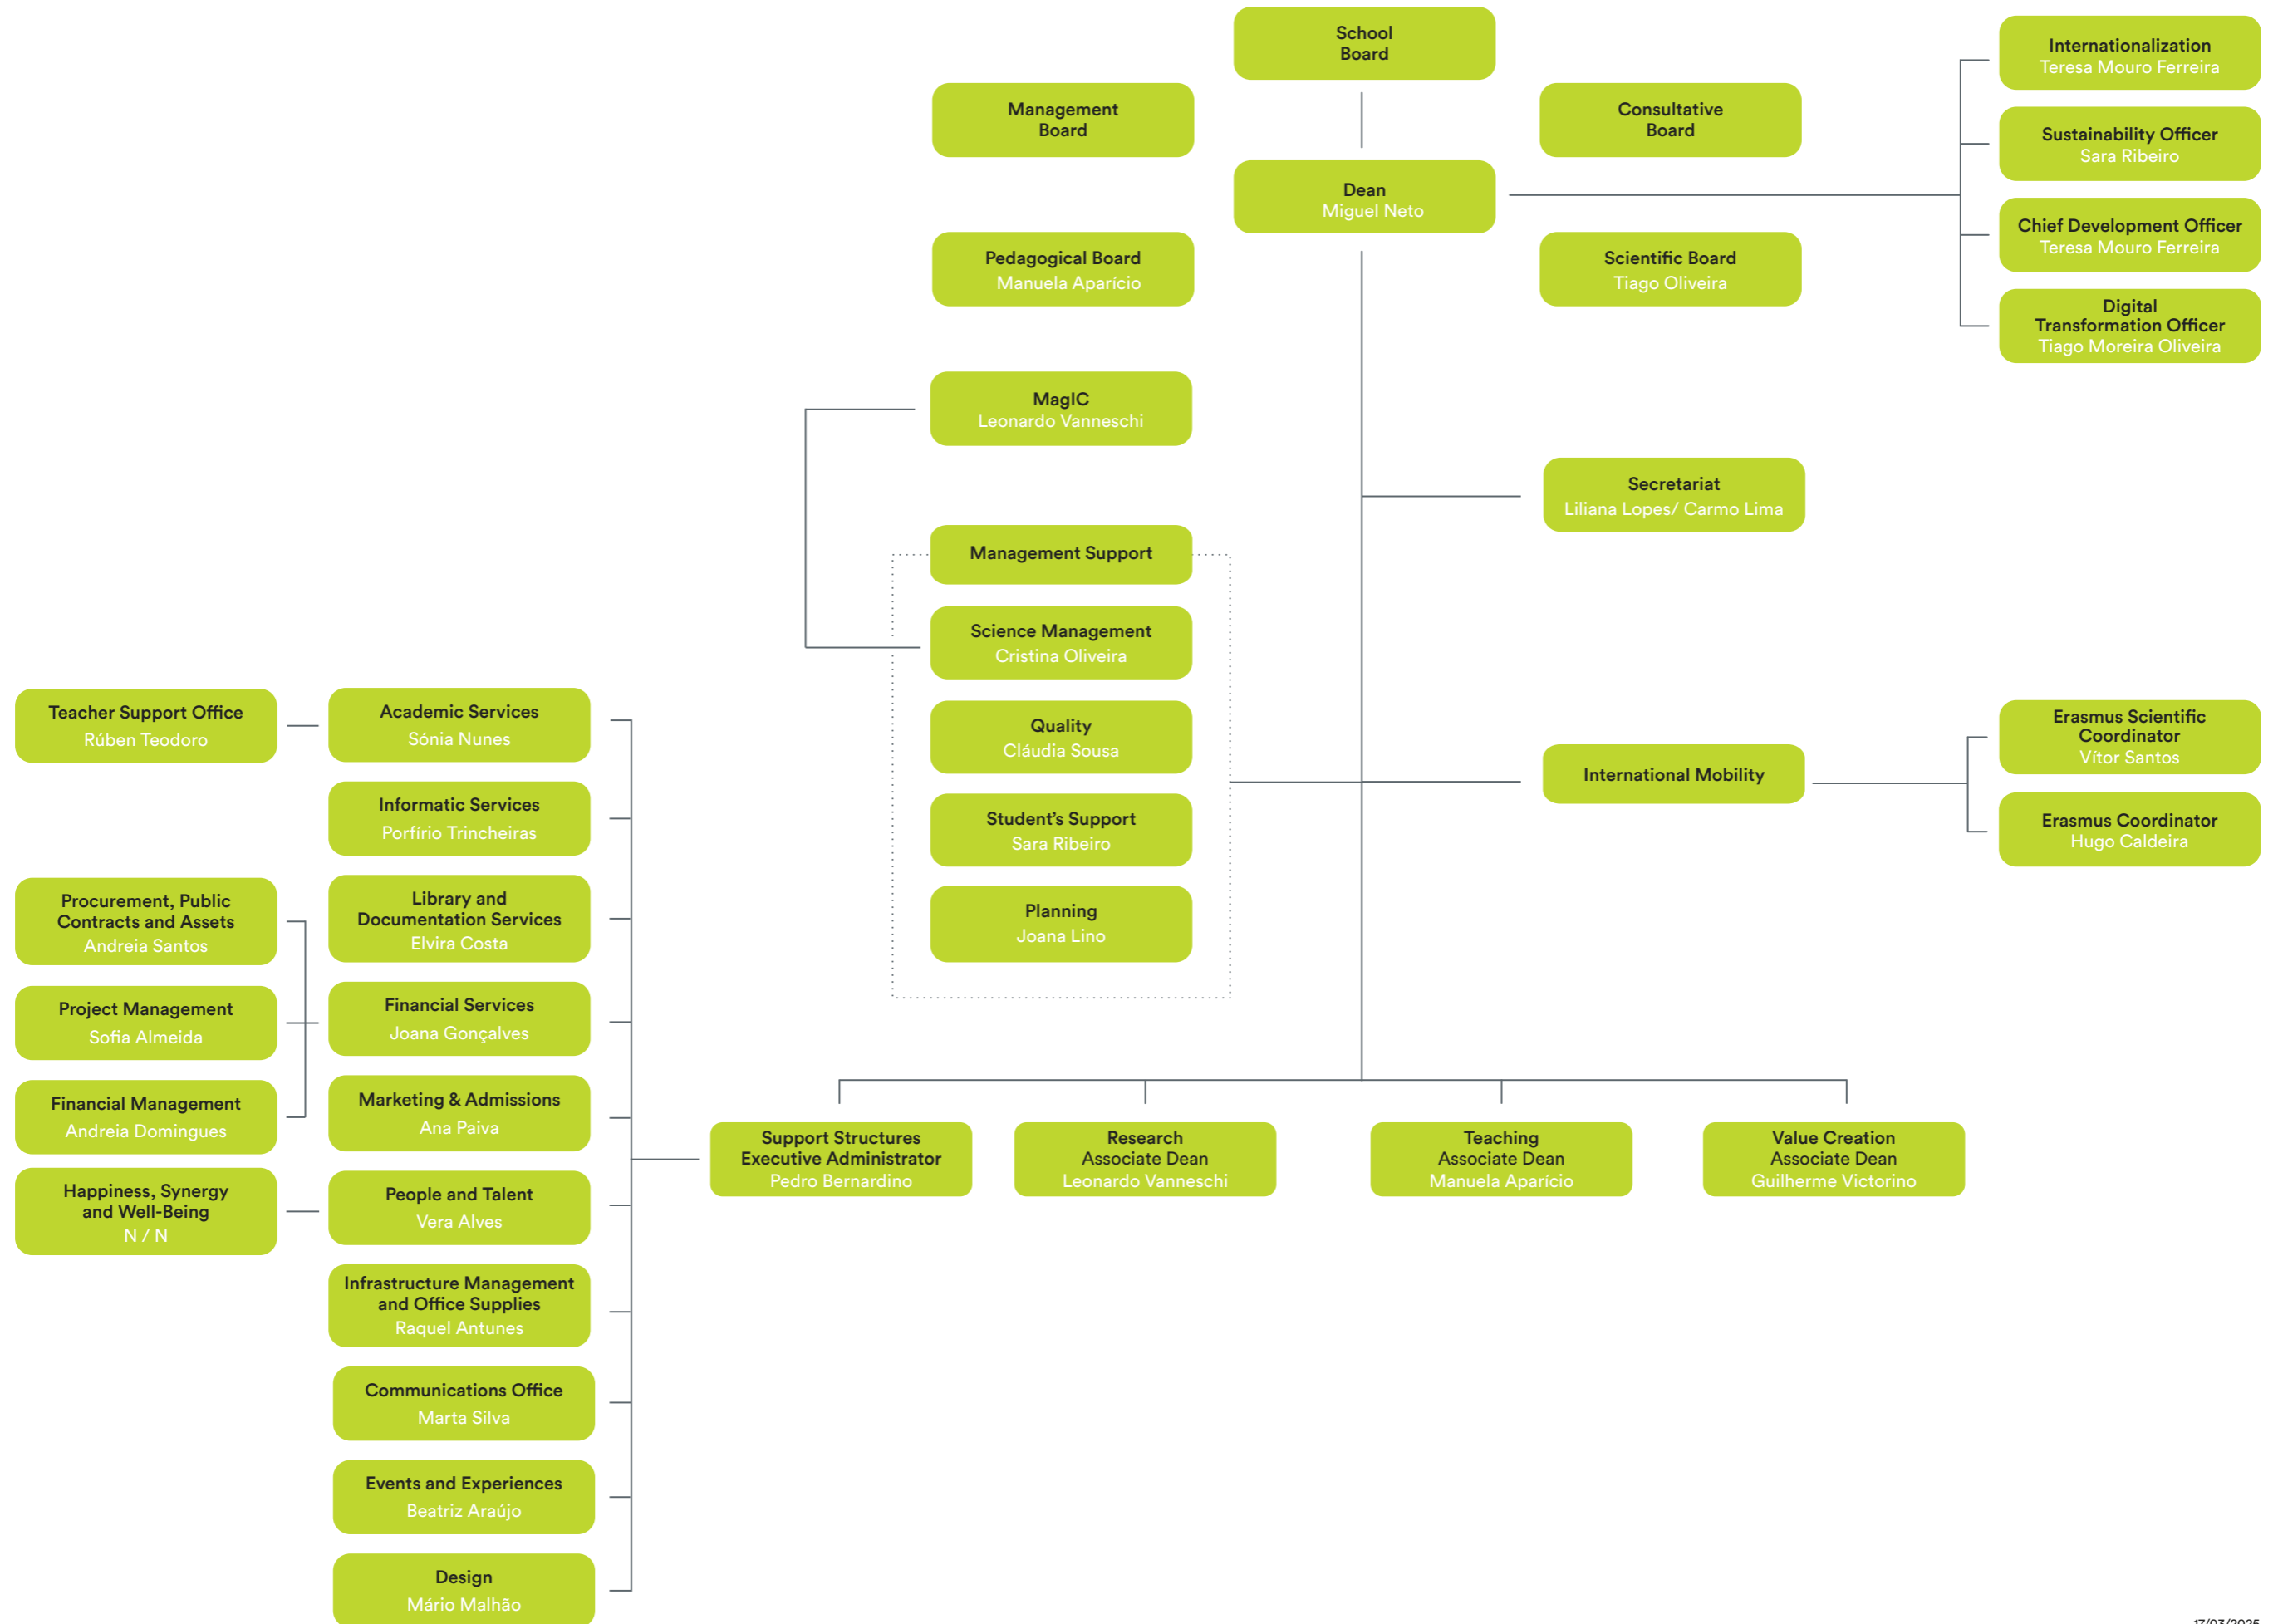 School
Board
Management
Board
Consultative
Board
Dean
Miguel Neto
Pedagogical Board
Manuela Aparício
Scientific Board
Tiago Oliveira
Internationalization
Teresa Mouro Ferreira
Sustainability Officer
Sara Ribeiro
Chief Development Officer
Teresa Mouro Ferreira
Digital
Transformation Officer
Tiago Moreira Oliveira
MagIC
Leonardo Vanneschi
Secretariat
Liliana Lopes/ Carmo Lima
Management Support
Science Management
Cristina Oliveira
Quality
Cláudia Sousa
Student’s Support
Sara Ribeiro
Planning
Joana Lino
International Mobility
Erasmus Scientific
Coordinator
Vítor Santos
Erasmus Coordinator
Hugo Caldeira
Teacher Support Office
Rúben Teodoro
Academic Services
Sónia Nunes
Informatic Services
Porfírio Trincheiras
Library and
Documentation Services
Elvira Costa
Procurement, Public
Contracts and Assets
Andreia Santos
Project Management
Sofia Almeida
Financial Services
Joana Gonçalves
Financial Management
Andreia Domingues
Marketing & Admissions
Ana Paiva
Happiness, Synergy
and Well-Being
N / N
People and Talent
Vera Alves
Infrastructure Management
and Office Supplies
Raquel Antunes
Communications Office
Marta Silva
Events and Experiences
Beatriz Araújo
Design
Mário Malhão
Support Structures
Executive Administrator
Pedro Bernardino
Research
Associate Dean
Leonardo Vanneschi
Teaching
Associate Dean
Manuela Aparício
Value Creation
Associate Dean
Guilherme Victorino
17/03/2025